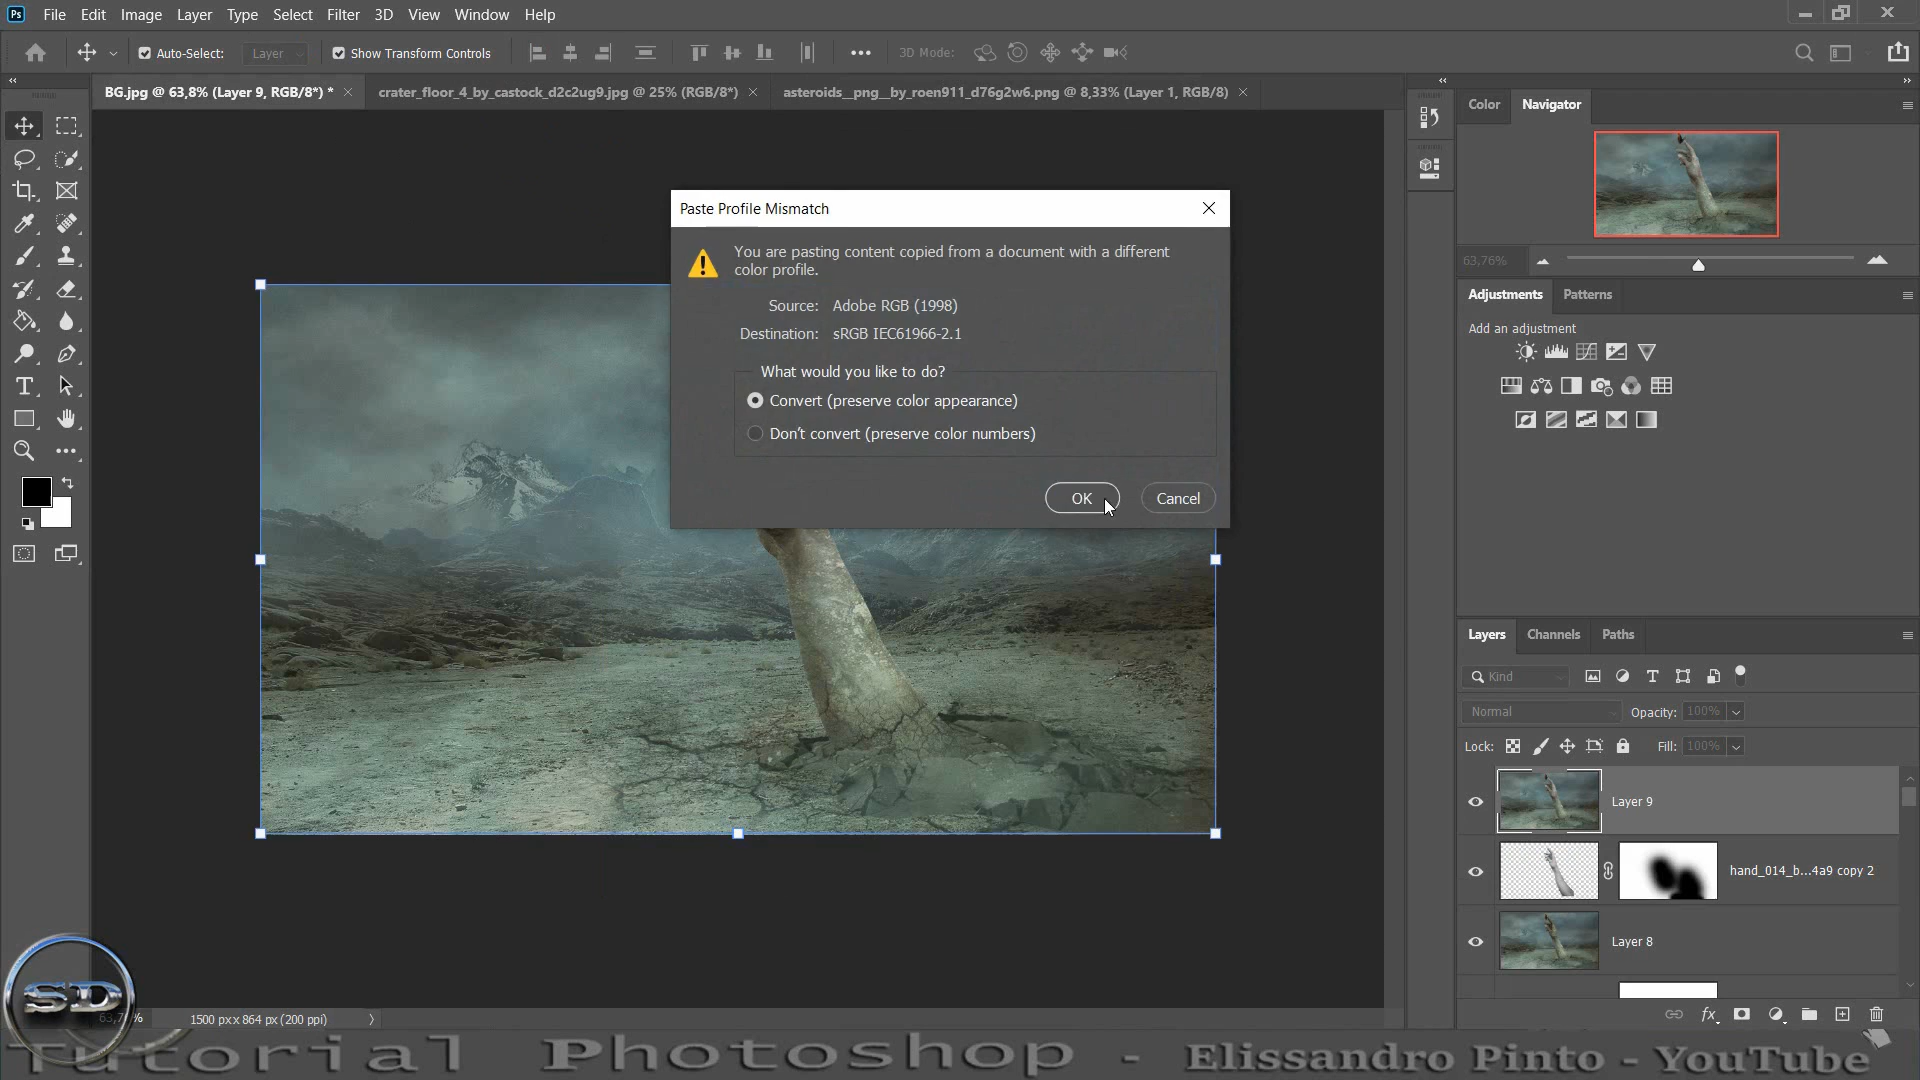 Ps File Edit Image Layer Type Select Filter 3D View Window Help
Auto-Select: Layer Show Transform Controls 3D Mode:
BG.jpg @ 63,8% (Layer 9, RGB/8*) * crater_floor_4_by_castock_d2c2ug9.jpg @ 25% (RGB/8*) asteroids__png__by_roen911_d76g2w6.png @ 8,33% (Layer 1, RGB/8)
Color Navigator
63,76%
Adjustments Patterns
Add an adjustment
Paste Profile Mismatch
You are pasting content copied from a document with a different
color profile.
Source: Adobe RGB (1998)
Destination: sRGB IEC61966-2.1
What would you like to do?
Convert (preserve color appearance)
Don't convert (preserve color numbers)
OK Cancel
Layers Channels Paths
Kind
Normal Opacity: 100%
Lock: Fill: 100%
Layer 9
hand_014_b...4a9 copy 2
Layer 8
fx
SD
1500 px x 864 px (200 ppi)
Tutorial Photoshop - Elissandro Pinto - YouTube